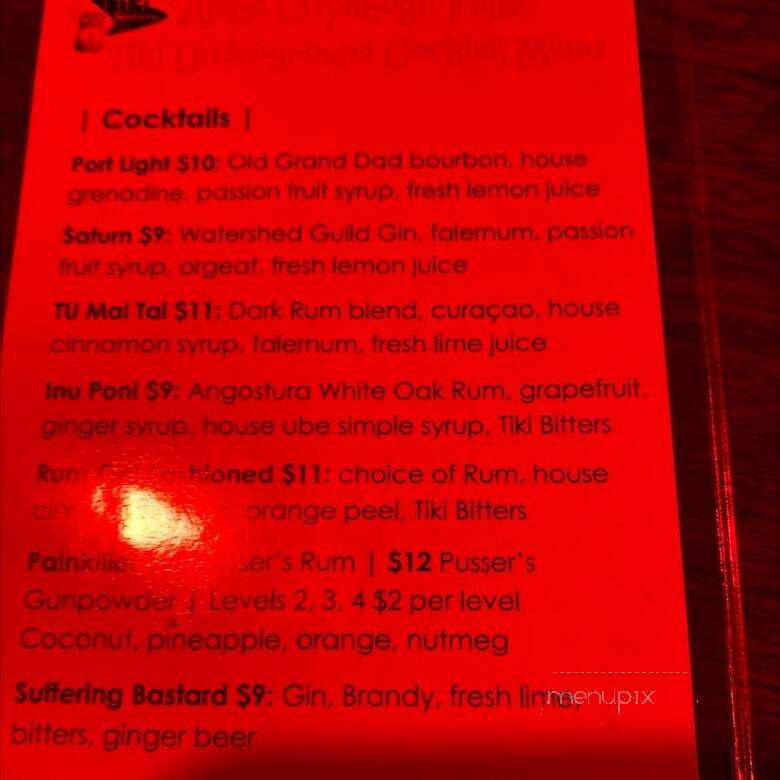 Tiki Underground Cocktail Menu
| Cocktails |
Port Light $10: Old Grand Dad bourbon, house
grenadine, passion fruit syrup, fresh lemon juice
Saturn $9: Watershed Guild Gin, falernum, passion
fruit syrup, orgeat, fresh lemon juice
TU Mai Tai $11: Dark Rum blend, curaçao, house
cinnamon syrup, falernum, fresh lime juice
Inu Poni $9: Angostura White Oak Rum, grapefruit,
ginger syrup, house ube simple syrup, Tiki Bitters
Rum $11: choice of Rum, house
orange peel, Tiki Bitters
Painkiller Rum | $12 Pusser's
Gunpowder | Levels 2, 3, 4 $2 per level
Coconut, pineapple, orange, nutmeg
Suffering Bastard $9: Gin, Brandy, fresh lime,
bitters, ginger beer
menupix